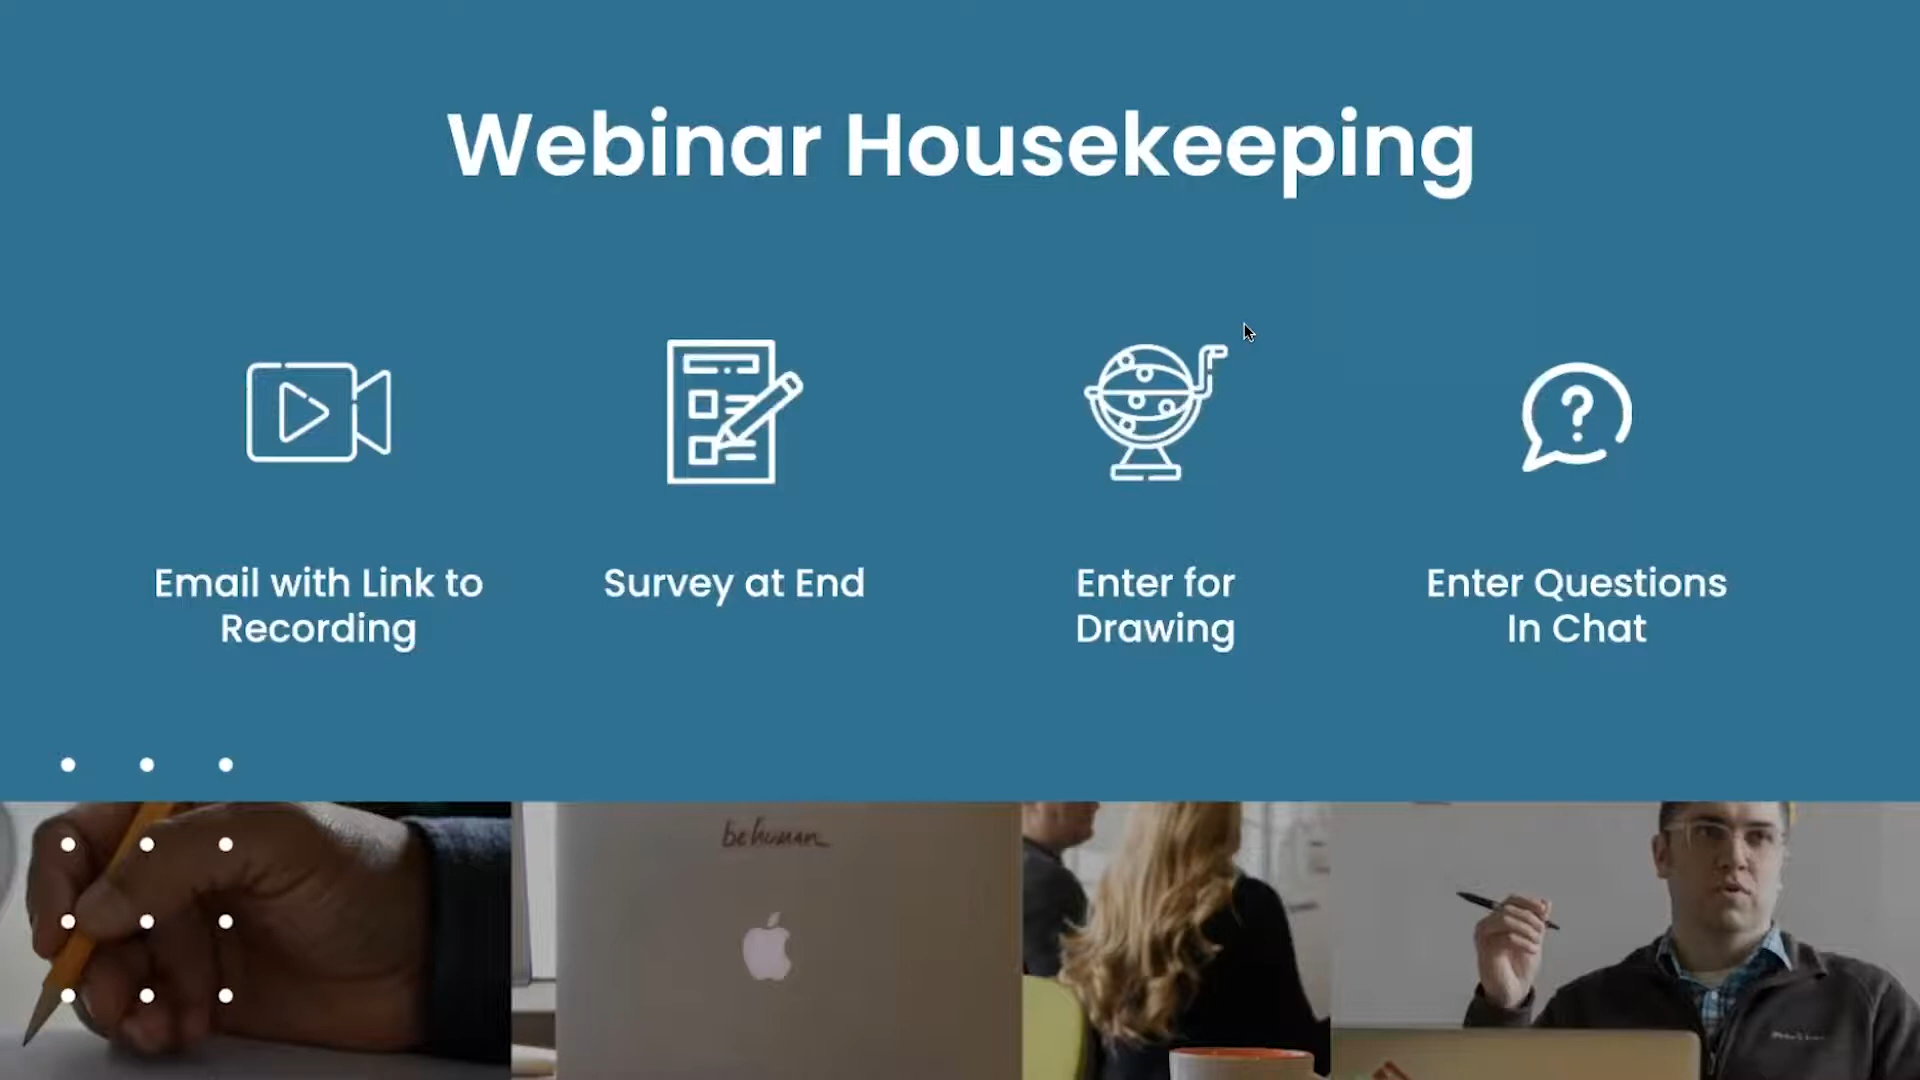 Webinar Housekeeping
Email with Link to
Recording
Survey at End
Enter for
Drawing
Enter Questions
In Chat
be human